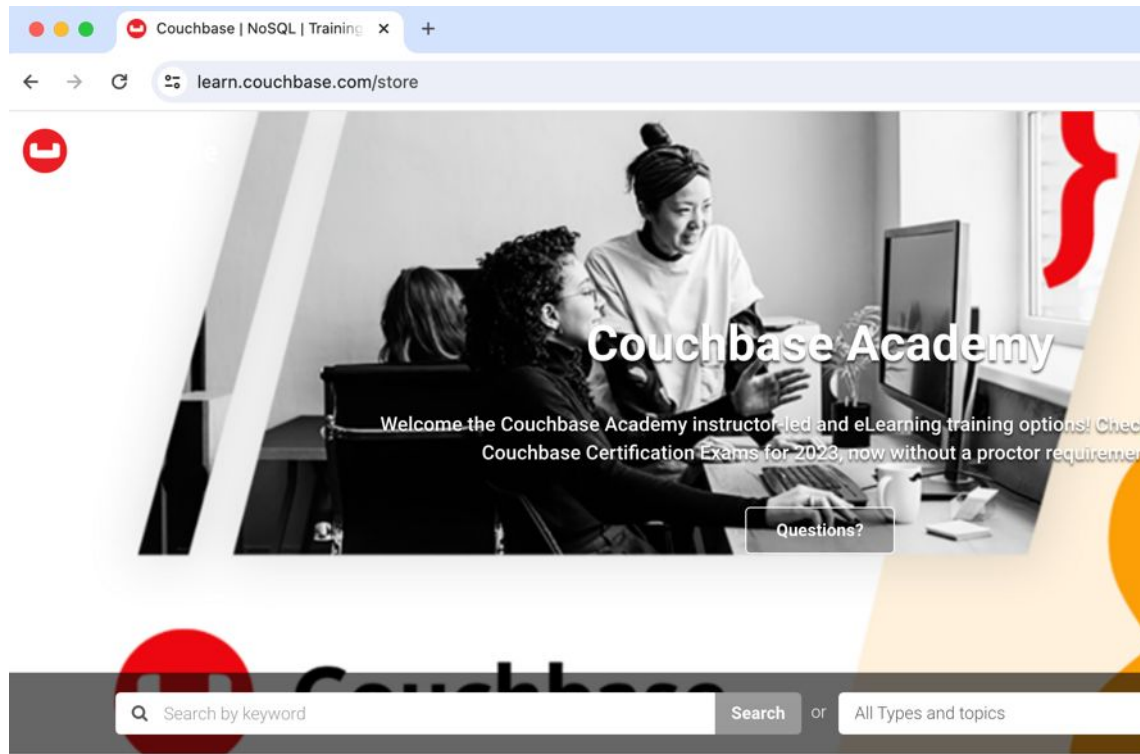 Couchbase | NoSQL | Training
learn.couchbase.com/store
Couchbase Academy
Welcome the Couchbase Academy instructor-led and eLearning training options! Chec
Couchbase Certification Exams for 2023, now without a proctor requiremen
Questions?
Couchbase
Search by keyword
Search
or
All Types and topics